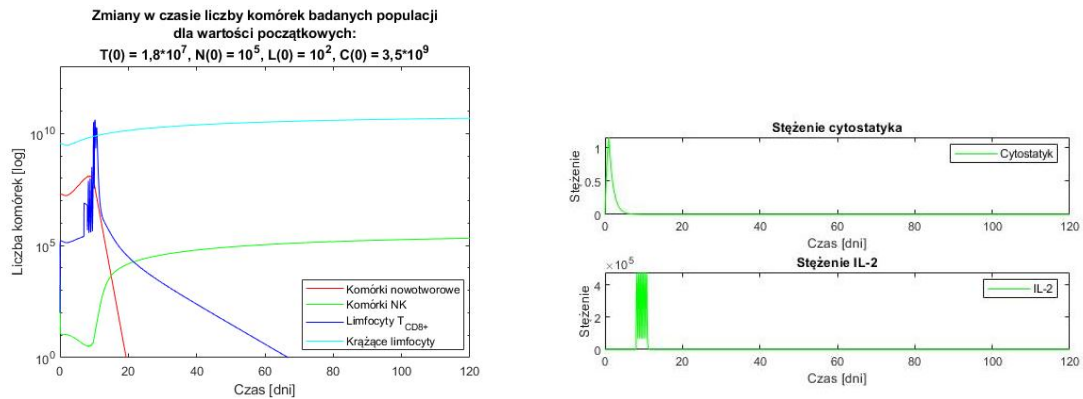 Zmiany w czasie liczby komórek badanych populacji
dla wartości początkowych:
T(0) = 1,8*10^7, N(0) = 10^5, L(0) = 10^2, C(0) = 3,5*10^9
Liczba komórek [log]
10^10
10^5
10^0
0 20 40 60 80 100 120
Czas [dni]
Komórki nowotworowe
Komórki NK
Limfocyty T_CD8+
Krążące limfocyty
Stężenie cytostatyka
Stężenie
1
0.5
0
Cytostatyk
0 20 40 60 80 100 120
Czas [dni]
Stężenie IL-2
×10^5
Stężenie
4
2
0
IL-2
0 20 40 60 80 100 120
Czas [dni]